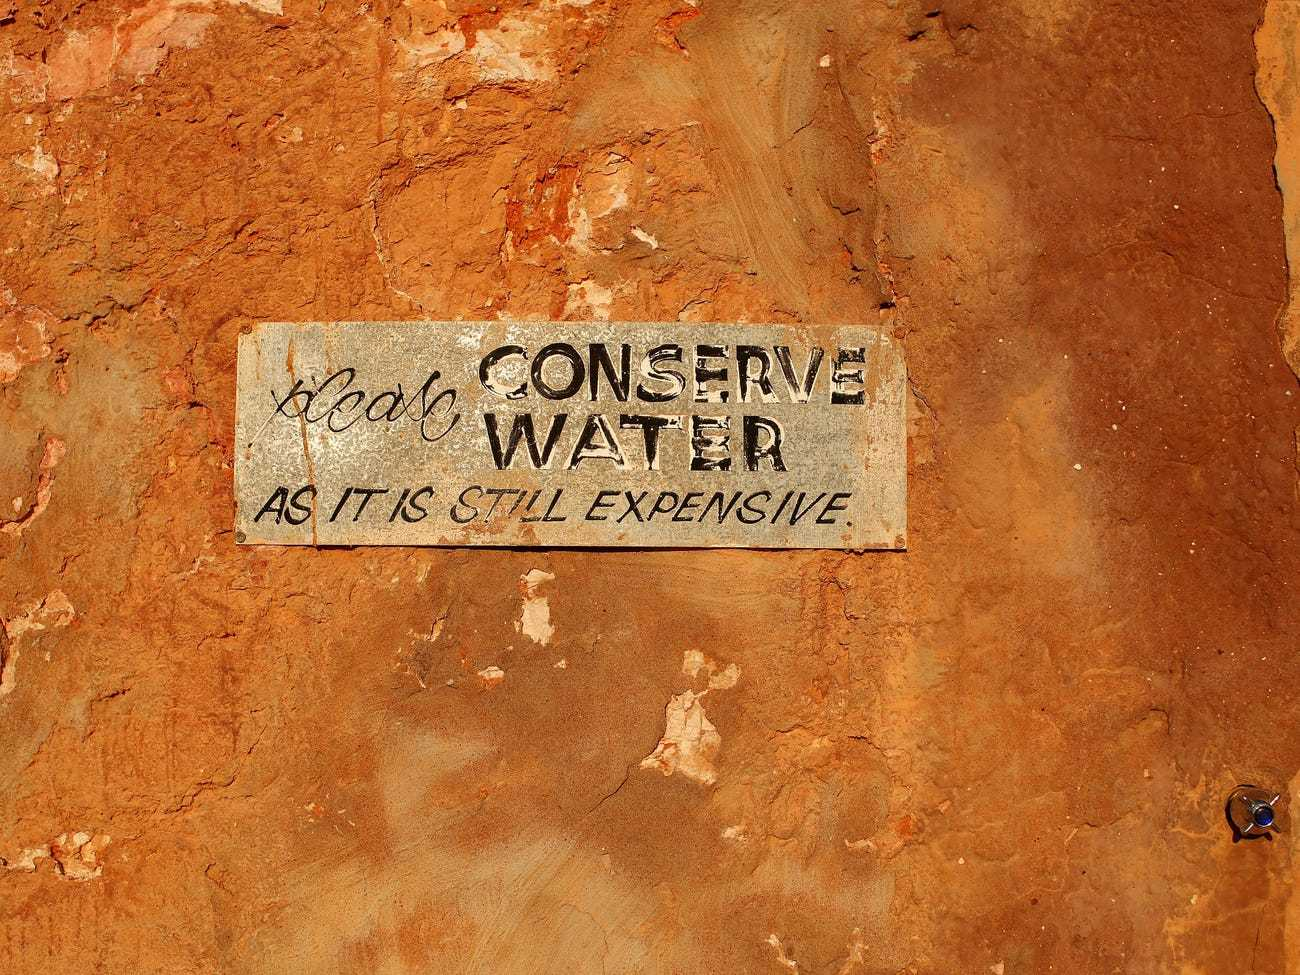 please CONSERVE
WATER
AS IT IS STILL EXPENSIVE.